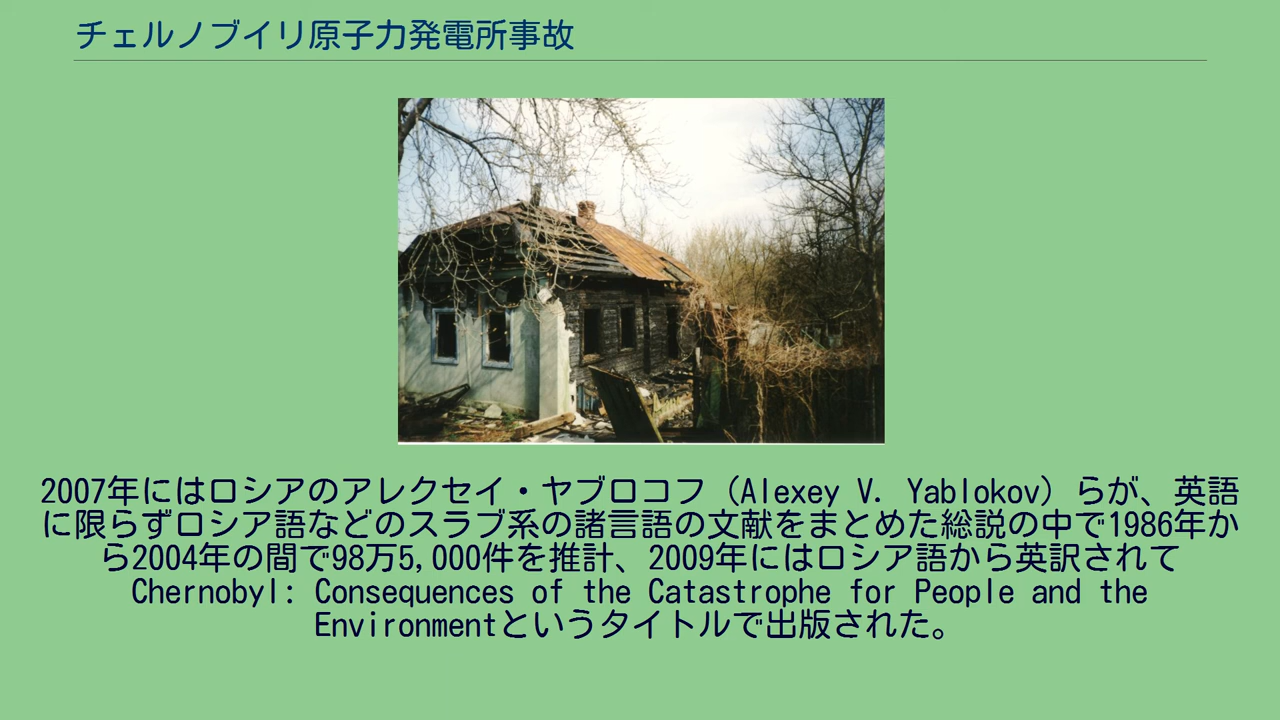 チェルノブイリ原子力発電所事故
2007年にはロシアのアレクセイ・ヤブロコフ（Alexey V. Yablokov）らが、英語
に限らずロシア語などのスラブ系の諸言語の文献をまとめた総説の中で1986年か
ら2004年の間で98万5,000件を推計、2009年にはロシア語から英訳されて
Chernobyl: Consequences of the Catastrophe for People and the
Environmentというタイトルで出版された。